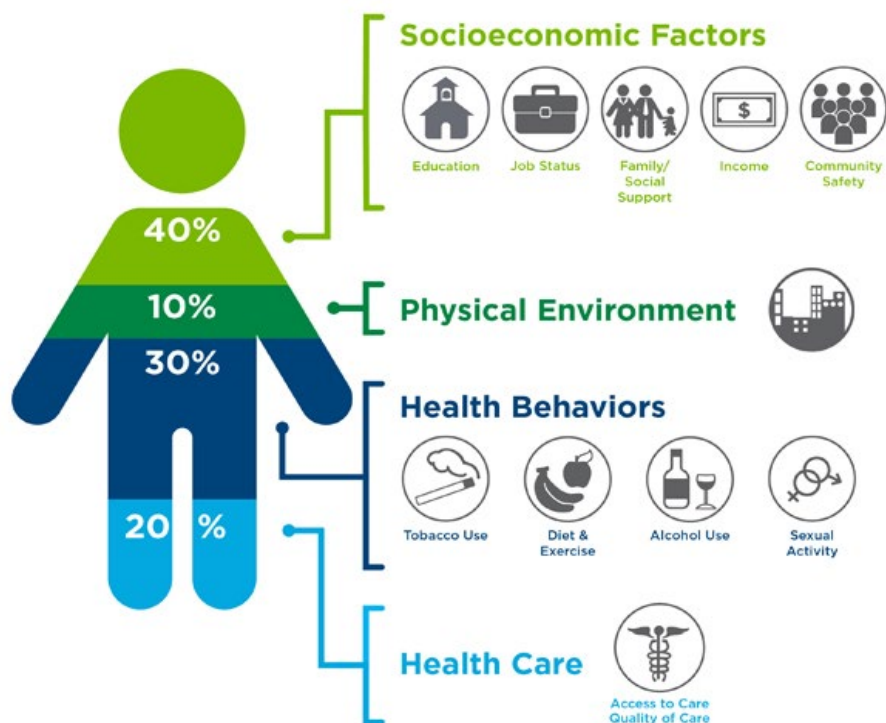 Socioeconomic Factors
$
Education
Job Status
Family/
Social
Support
Income
Community
Safety
40%
10%
Physical Environment
30%
Health Behaviors
Tobacco Use
Diet &
Exercise
Alcohol Use
Sexual
Activity
20 %
Health Care
Access to Care
Quality of Care